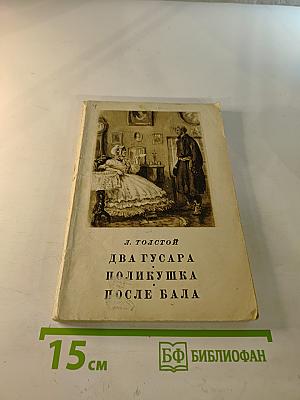 Л. ТОЛСТОЙ
ДВА ГУСАРА
ПОЛИКУШКА
•
ПОСЛЕ БАЛА
15 см
БФ БИБЛИОФАН